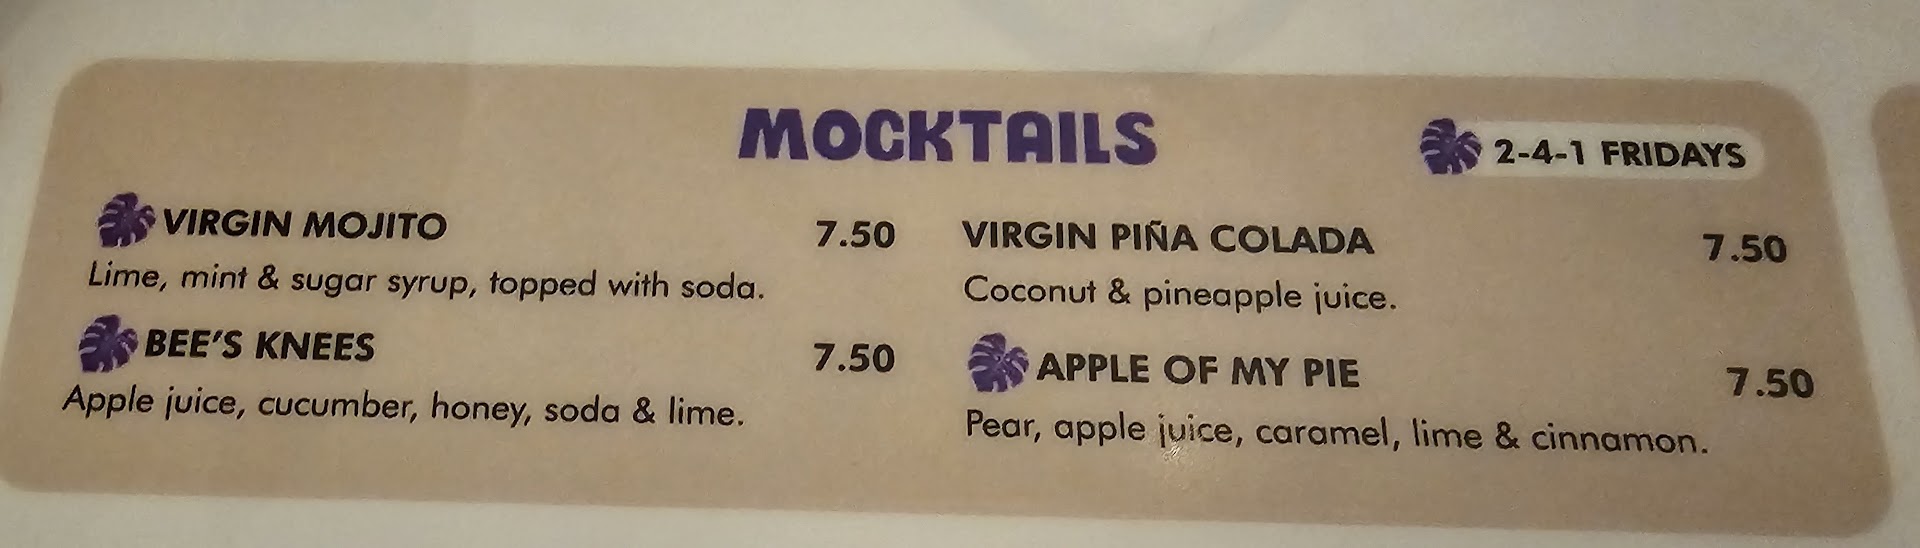 MOCKTAILS
2-4-1 FRIDAYS
VIRGIN MOJITO 7.50
Lime, mint & sugar syrup, topped with soda.
BEE'S KNEES 7.50
Apple juice, cucumber, honey, soda & lime.
VIRGIN PIÑA COLADA 7.50
Coconut & pineapple juice.
APPLE OF MY PIE 7.50
Pear, apple juice, caramel, lime & cinnamon.